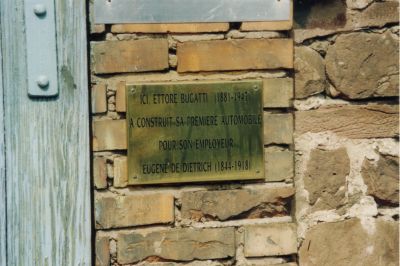 ICI, ETTORE BUGATTI (1881-1947)
A CONSTRUIT SA PREMIERE AUTOMOBILE
POUR SON EMPLOYEUR
EUGENE DE DIETRICH (1844-1918)